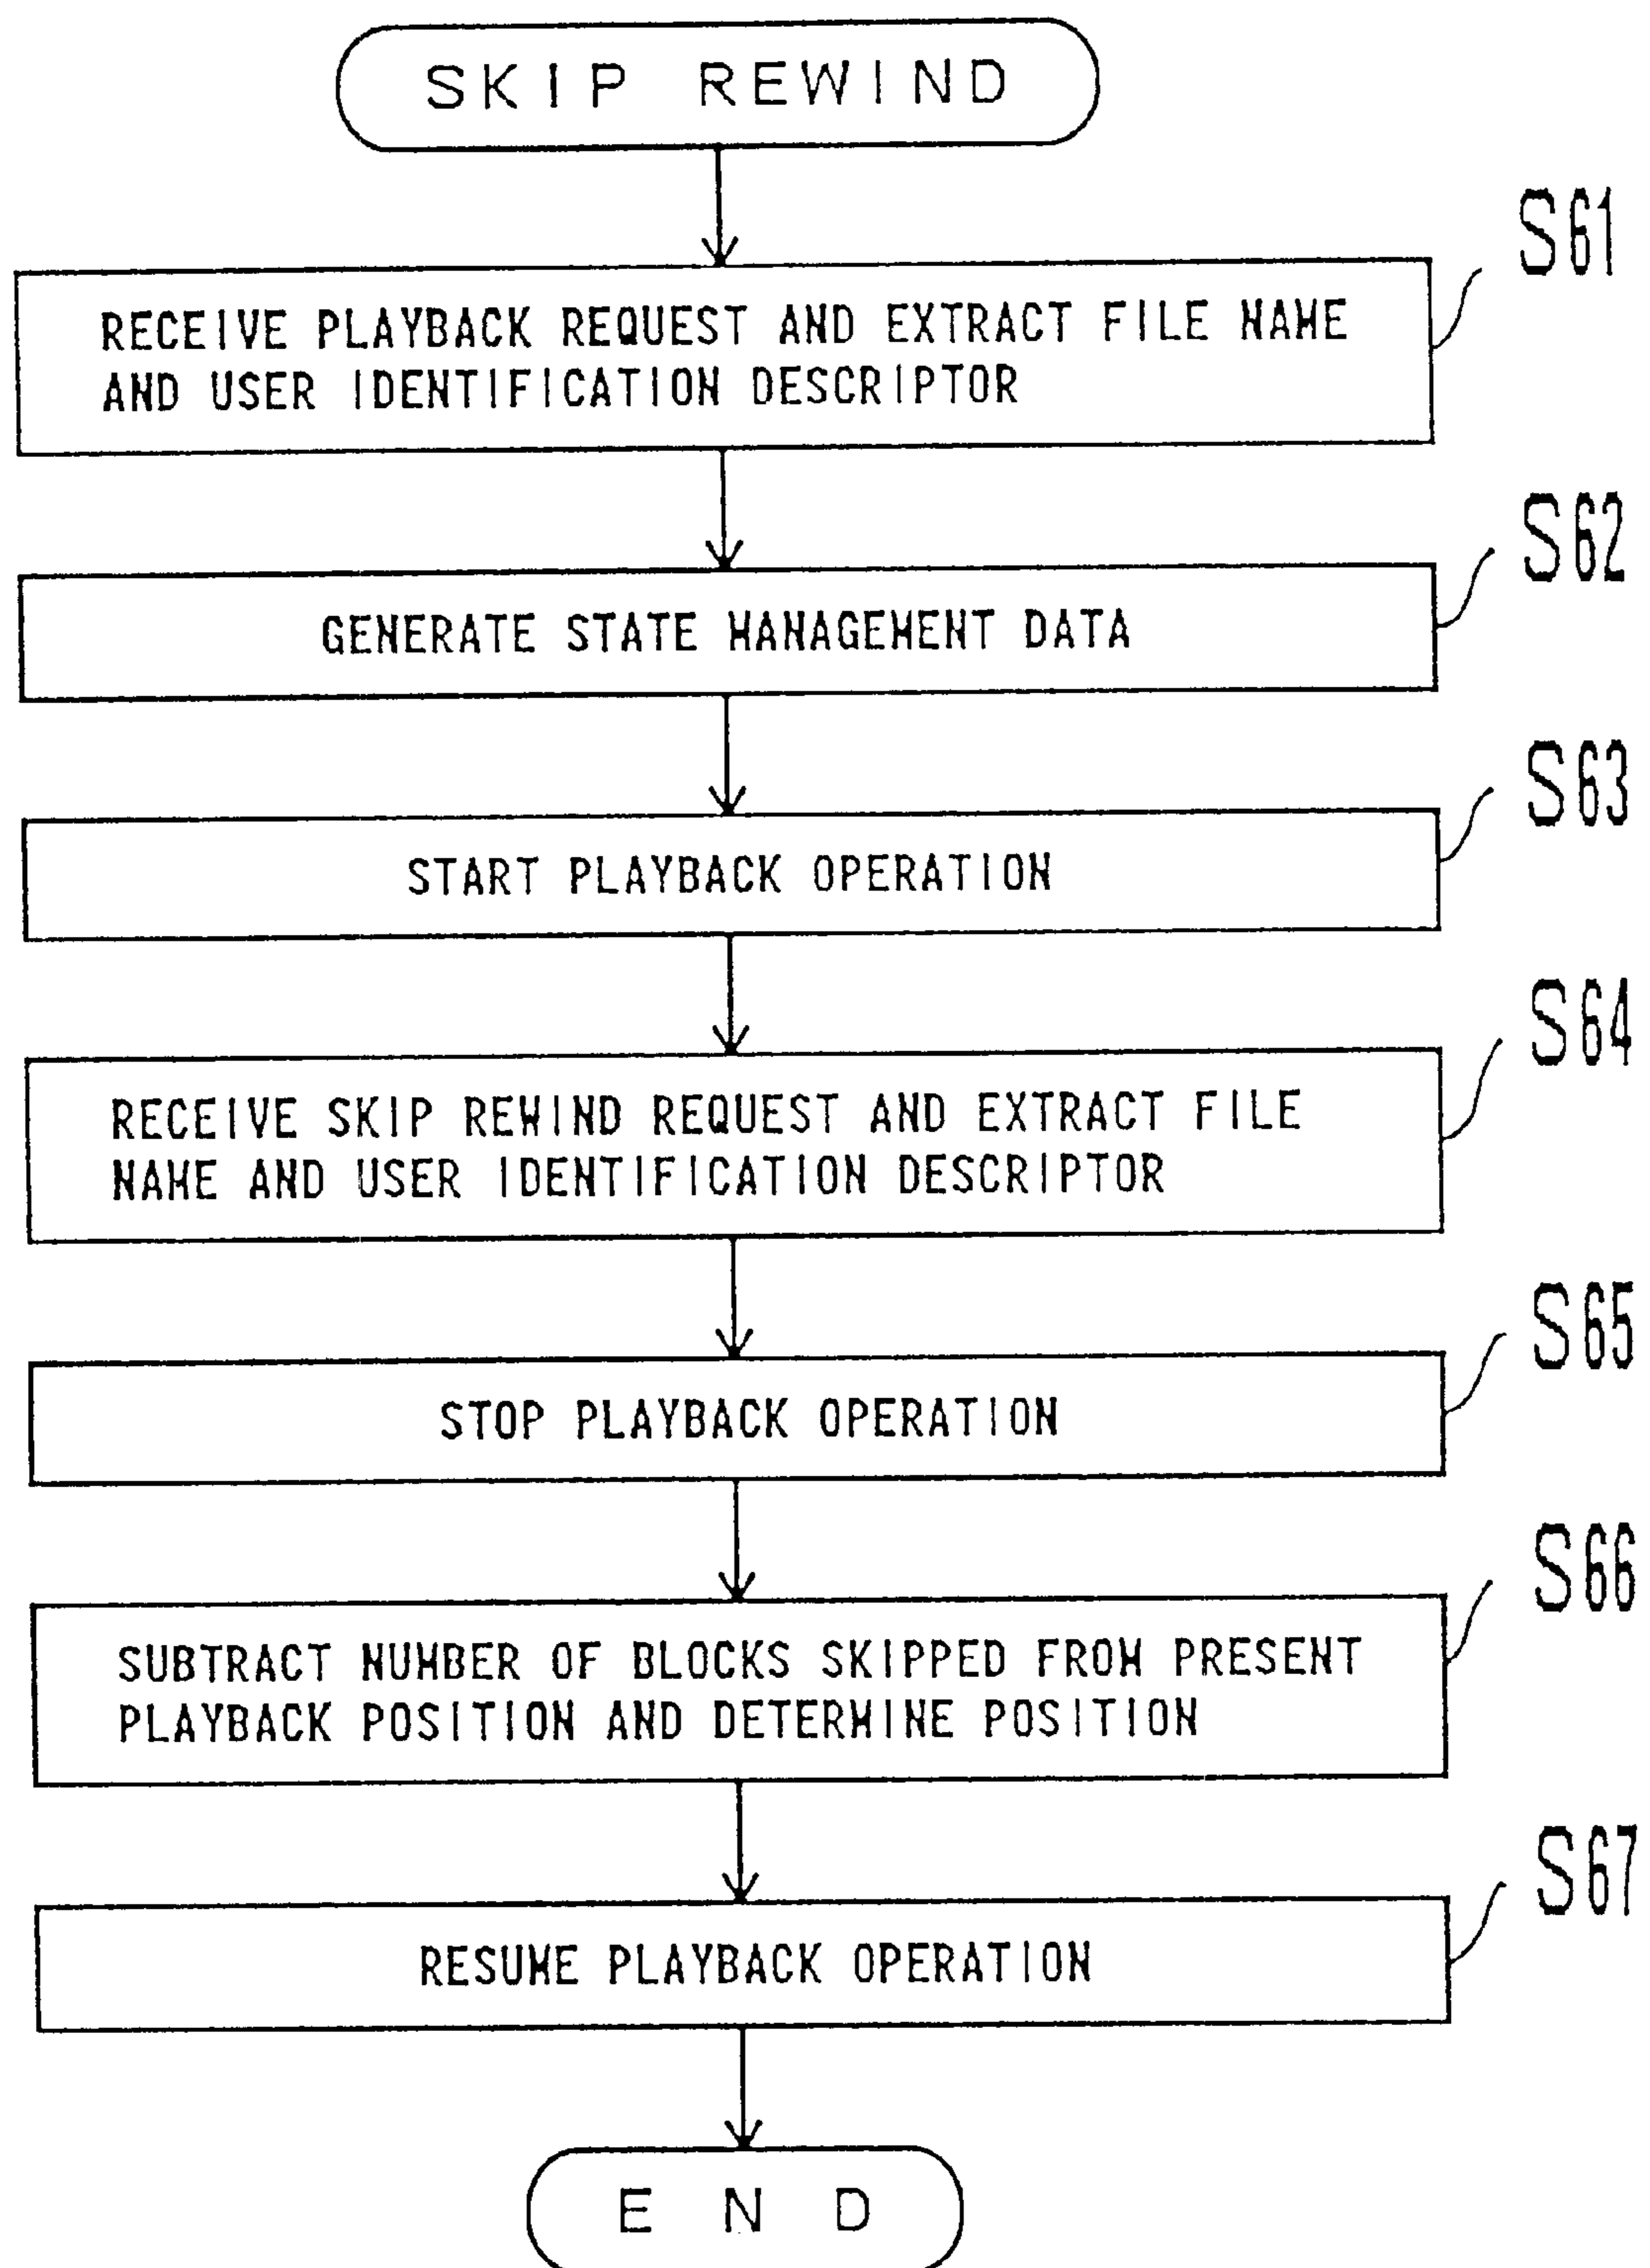 SKIP REWIND
S61
RECEIVE PLAYBACK REQUEST AND EXTRACT FILE NAME
AND USER IDENTIFICATION DESCRIPTOR
S62
GENERATE STATE MANAGEMENT DATA
S63
START PLAYBACK OPERATION
S64
RECEIVE SKIP REWIND REQUEST AND EXTRACT FILE
NAME AND USER IDENTIFICATION DESCRIPTOR
S65
STOP PLAYBACK OPERATION
S66
SUBTRACT NUMBER OF BLOCKS SKIPPED FROM PRESENT
PLAYBACK POSITION AND DETERMINE POSITION
S67
RESUME PLAYBACK OPERATION
END